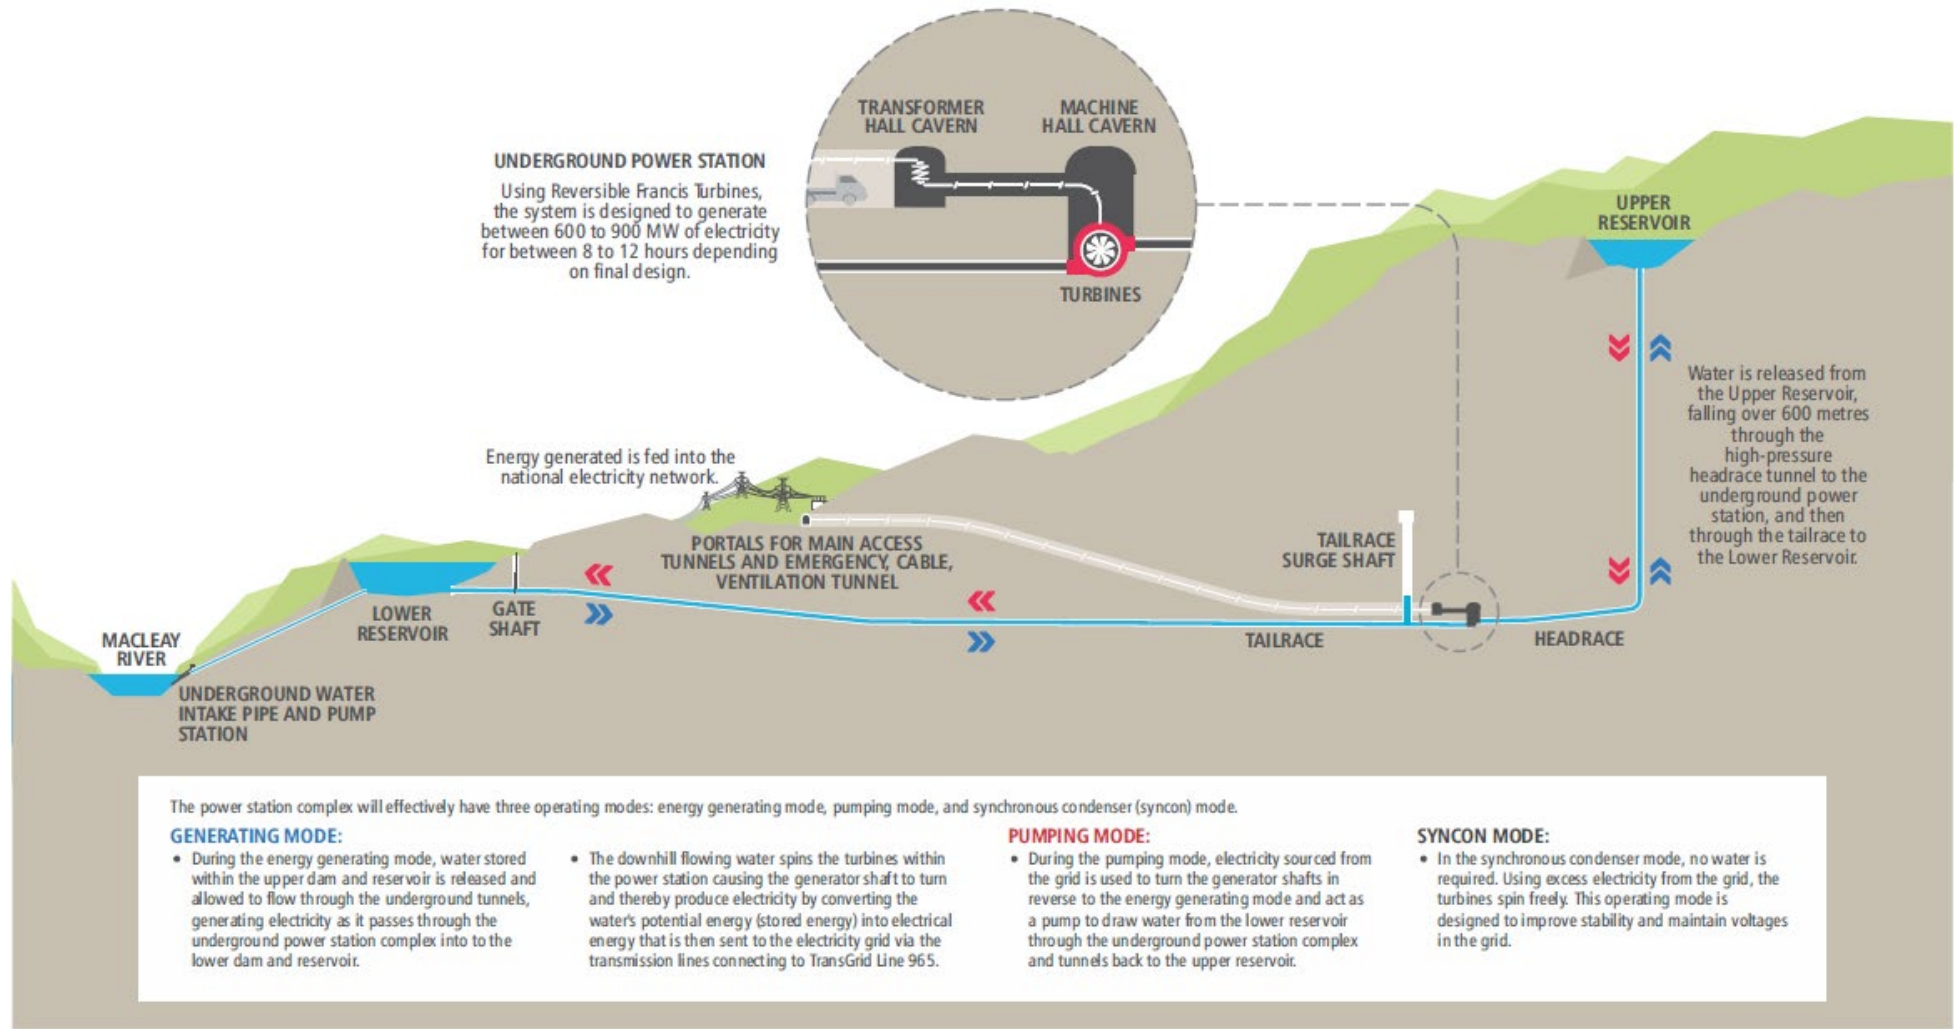 TRANSFORMER
HALL CAVERN
MACHINE
HALL CAVERN
TURBINES
UNDERGROUND POWER STATION
Using Reversible Francis Turbines,
the system is designed to generate
between 600 to 900 MW of electricity
for between 8 to 12 hours depending
on final design.
UPPER
RESERVOIR
Water is released from
the Upper Reservoir,
falling over 600 metres
through the
high-pressure
headrace tunnel to the
underground power
station, and then
through the tailrace to
the Lower Reservoir.
Energy generated is fed into the
national electricity network.
PORTALS FOR MAIN ACCESS
TUNNELS AND EMERGENCY, CABLE,
VENTILATION TUNNEL
TAILRACE
SURGE SHAFT
GATE
SHAFT
LOWER
RESERVOIR
MACLEAY
RIVER
TAILRACE
HEADRACE
UNDERGROUND WATER
INTAKE PIPE AND PUMP
STATION
The power station complex will effectively have three operating modes: energy generating mode, pumping mode, and synchronous condenser (syncon) mode.
GENERATING MODE:
• During the energy generating mode, water stored
within the upper dam and reservoir is released and
allowed to flow through the underground tunnels,
generating electricity as it passes through the
underground power station complex into to the
lower dam and reservoir.
• The downhill flowing water spins the turbines within
the power station causing the generator shaft to turn
and thereby produce electricity by converting the
water's potential energy (stored energy) into electrical
energy that is then sent to the electricity grid via the
transmission lines connecting to TransGrid Line 965.
PUMPING MODE:
• During the pumping mode, electricity sourced from
the grid is used to turn the generator shafts in
reverse to the energy generating mode and act as
a pump to draw water from the lower reservoir
through the underground power station complex
and tunnels back to the upper reservoir.
SYNCON MODE:
• In the synchronous condenser mode, no water is
required. Using excess electricity from the grid, the
turbines spin freely. This operating mode is
designed to improve stability and maintain voltages
in the grid.